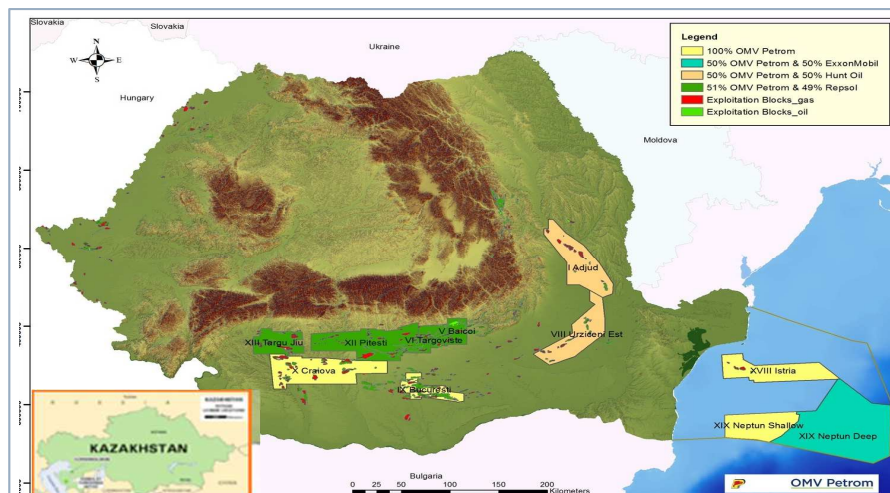 Slovakia
Slovakia
Ukraine
Hungary
Moldova
N
W
E
S
Legend
100% OMV Petrom
50% OMV Petrom & 50% ExxonMobil
50% OMV Petrom & 50% Hunt Oil
51% OMV Petrom & 49% Repsol
Exploitation Blocks_gas
Exploitation Blocks_oil
I Adjud
VIII Urziceni Est
V Baicoi
XIII Targu Jiu
XII Pitesti
VI Targoviste
X Craiova
IX Bucuresti
XVIII Istria
XIX Neptun Shallow
XIX Neptun Deep
KAZAKHSTAN
KAZAKHSTAN
Bulgaria
0
25
50
100
150
200
Kilometers
OMV Petrom